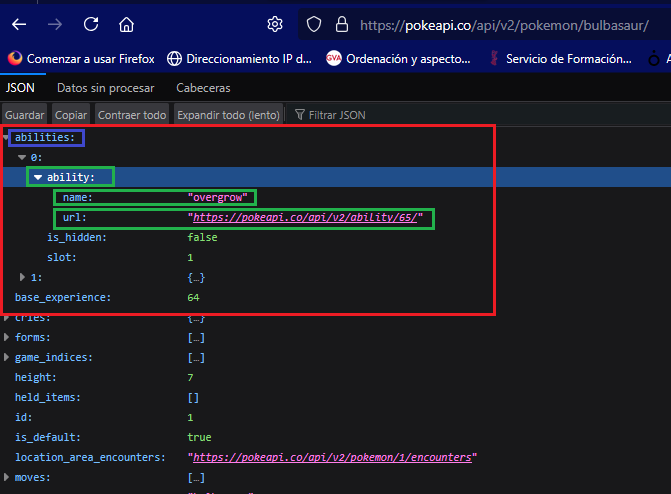 https://pokeapi.co/api/v2/pokemon/bulbasaur/
Comenzar a usar Firefox Direccionamiento IP d... GVA Ordenación y aspecto... Servicio de Formación...
JSON Datos sin procesar Cabeceras
Guardar Copiar Contraer todo Expandir todo (lento) Filtrar JSON
abilities:
0:
ability:
name: "overgrow"
url: "https://pokeapi.co/api/v2/ability/65/"
is_hidden: false
slot: 1
1: {…}
base_experience: 64
cries: {…}
forms: […]
game_indices: […]
height: 7
held_items: []
id: 1
is_default: true
location_area_encounters: "https://pokeapi.co/api/v2/pokemon/1/encounters"
moves: […]